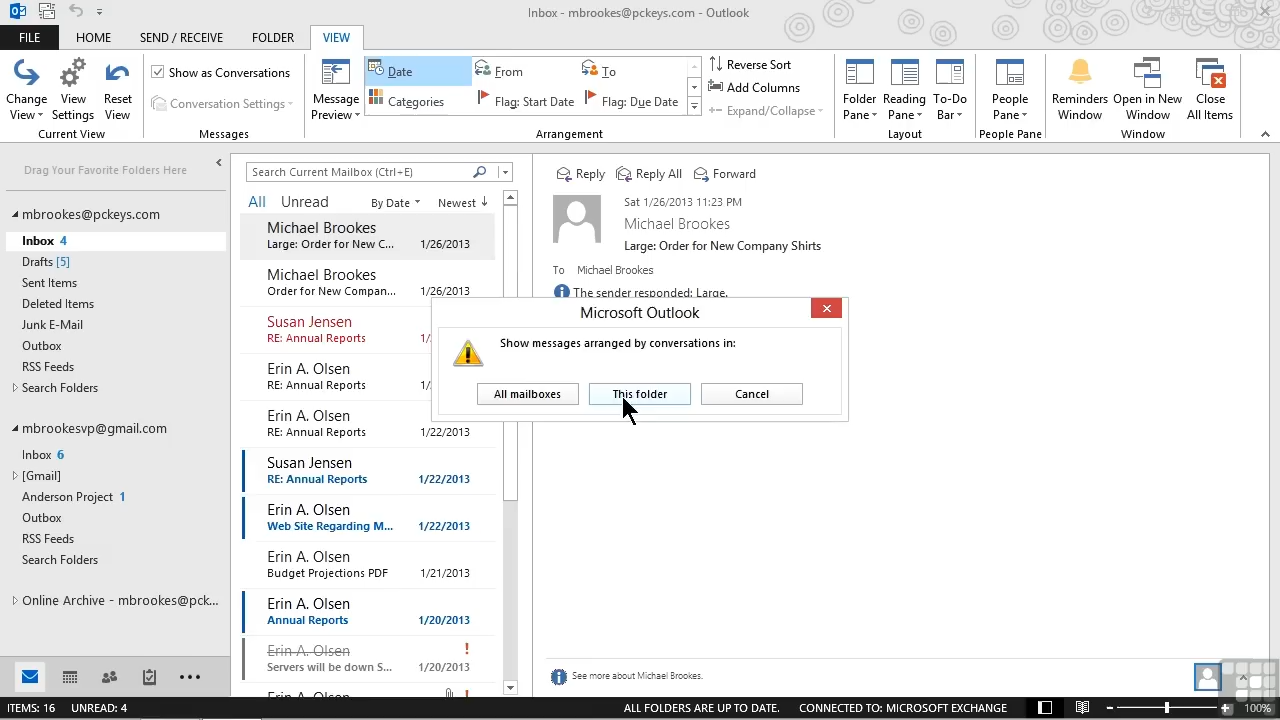 Inbox - mbrookes@pckeys.com - Outlook
FILE HOME SEND / RECEIVE FOLDER VIEW
Change View
View Settings
Reset View
Current View
Show as Conversations
Conversation Settings
Messages
Message Preview
Date From To
Categories Flag: Start Date Flag: Due Date
Reverse Sort
Add Columns
Expand/Collapse
Arrangement
Folder Pane
Reading Pane
To-Do Bar
Layout
People Pane
People Pane
Reminders Window
Open in New Window
Close All Items
Window
Drag Your Favorite Folders Here
mbrookes@pckeys.com
Inbox 4
Drafts [5]
Sent Items
Deleted Items
Junk E-Mail
Outbox
RSS Feeds
Search Folders
mbrookesvp@gmail.com
Inbox 6
[Gmail]
Anderson Project 1
Outbox
RSS Feeds
Search Folders
Online Archive - mbrookes@pck...
Search Current Mailbox (Ctrl+E)
All Unread By Date Newest
Michael Brookes
Large: Order for New C... 1/26/2013
Michael Brookes
Order for New Compan... 1/26/2013
Susan Jensen
RE: Annual Reports 1/
Erin A. Olsen
RE: Annual Reports 1/
Erin A. Olsen
RE: Annual Reports 1/22/2013
Susan Jensen
RE: Annual Reports 1/22/2013
Erin A. Olsen
Web Site Regarding M... 1/22/2013
Erin A. Olsen
Budget Projections PDF 1/21/2013
Erin A. Olsen
Annual Reports 1/20/2013
Erin A. Olsen
Servers will be down S... 1/20/2013
Erin A. Olsen
Reply Reply All Forward
Sat 1/26/2013 11:23 PM
Michael Brookes
Large: Order for New Company Shirts
To Michael Brookes
The sender responded: Large.
Microsoft Outlook
Show messages arranged by conversations in:
All mailboxes This folder Cancel
See more about Michael Brookes.
ITEMS: 16 UNREAD: 4 ALL FOLDERS ARE UP TO DATE. CONNECTED TO: MICROSOFT EXCHANGE 100%